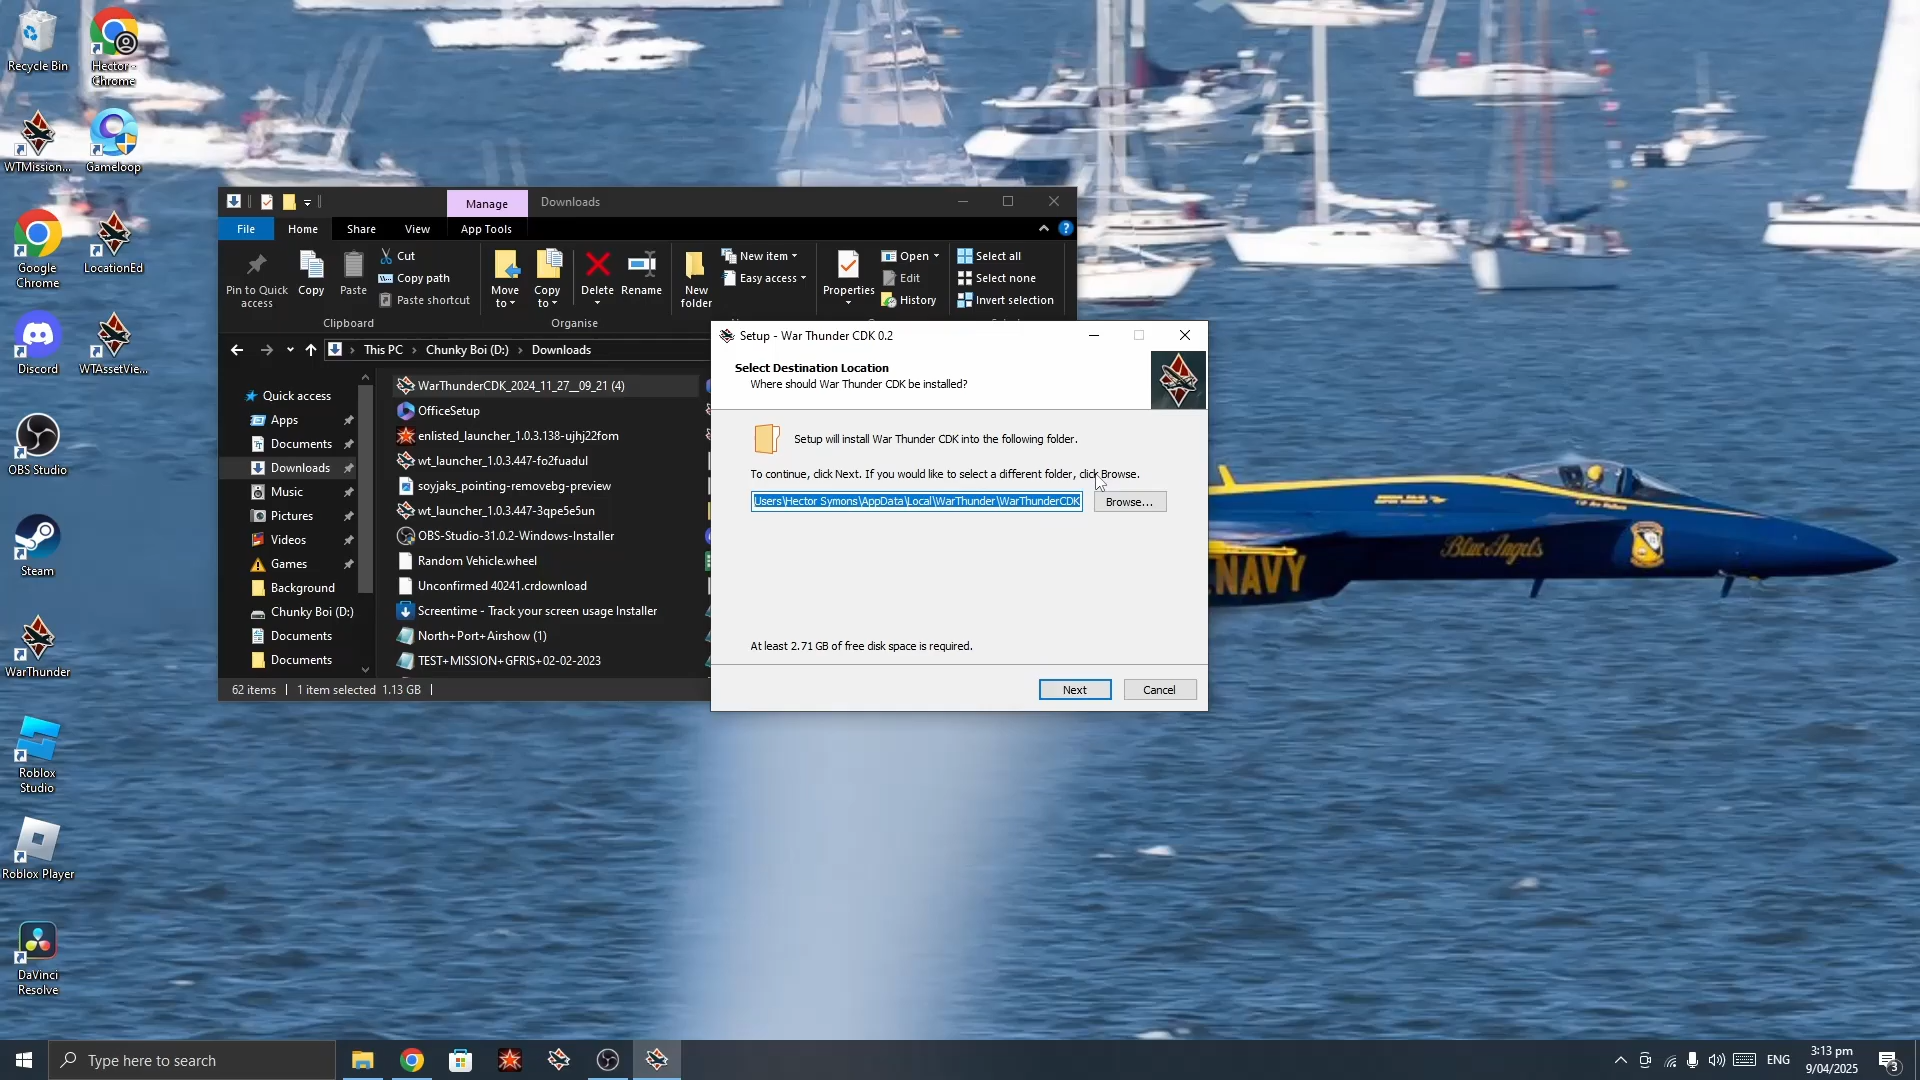 Recycle Bin
Hector - Chrome
WTMission...
Gameloop
Google Chrome
LocationEd
Discord
WTAssetVie...
OBS Studio
Steam
WarThunder
Roblox Studio
Roblox Player
DaVinci Resolve
Manage
Downloads
File
Home
Share
View
App Tools
Pin to Quick access
Copy
Paste
Cut
Copy path
Paste shortcut
Clipboard
Move to
Copy to
Delete
Rename
Organise
New folder
New item
Easy access
Properties
Open
Edit
History
Select all
Select none
Invert selection
This PC
Chunky Boi (D:)
Downloads
Quick access
Apps
Documents
Downloads
Music
Pictures
Videos
Games
Background
Chunky Boi (D:)
Documents
Documents
WarThunderCDK_2024_11_27__09_21 (4)
OfficeSetup
enlisted_launcher_1.0.3.138-ujhj22fom
wt_launcher_1.0.3.447-fo2fuadul
soyjaks_pointing-removebg-preview
wt_launcher_1.0.3.447-3qpe5e5un
OBS-Studio-31.0.2-Windows-Installer
Random Vehicle.wheel
Unconfirmed 40241.crdownload
Screentime - Track your screen usage Installer
North+Port+Airshow (1)
TEST+MISSION+GFRIS+02-02-2023
62 items
1 item selected 1.13 GB
Setup - War Thunder CDK 0.2
Select Destination Location
Where should War Thunder CDK be installed?
Setup will install War Thunder CDK into the following folder.
To continue, click Next. If you would like to select a different folder, click Browse.
Users\Hector Symons\AppData\Local\WarThunder\WarThunderCDK
Browse...
At least 2.71 GB of free disk space is required.
Next
Cancel
Blue Angels
NAVY
Type here to search
ENG
3:13 pm
9/04/2025
3